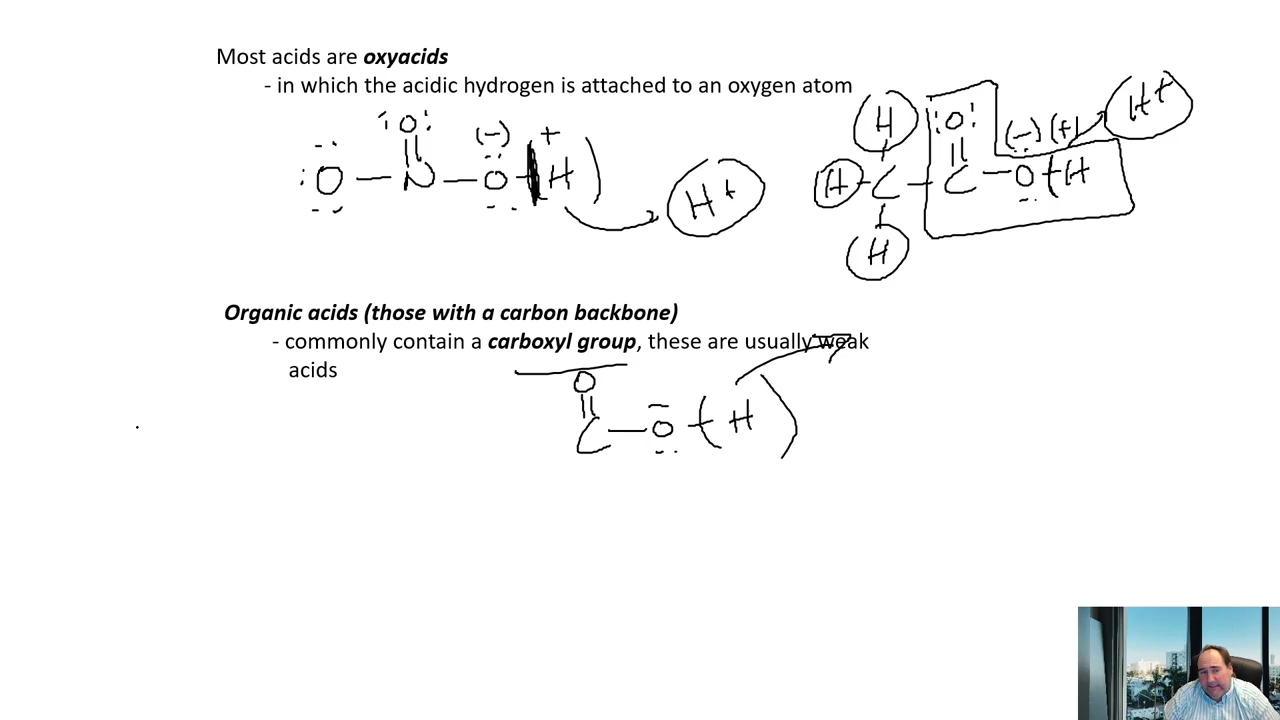 Most acids are oxyacids
- in which the acidic hydrogen is attached to an oxygen atom
:O: (-) + H H+
:O — N — O H
H :O: (-) (+) H+
H — C — C — O H
H
Organic acids (those with a carbon backbone)
- commonly contain a carboxyl group, these are usually weak
acids
O
C — O H